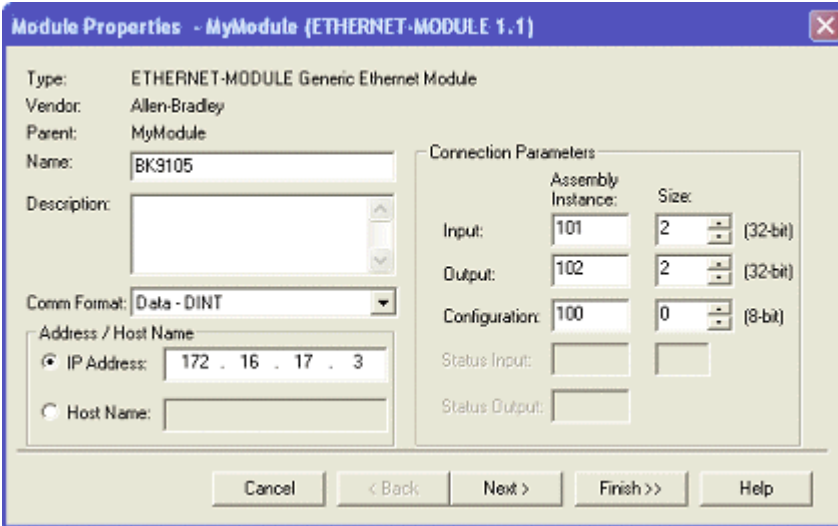 Module Properties - MyModule (ETHERNET-MODULE 1.1)
Type: ETHERNET-MODULE Generic Ethernet Module
Vendor: Allen-Bradley
Parent: MyModule
Name: BK9105
Description:
Comm Format: Data - DINT
Address / Host Name
IP Address: 172 . 16 . 17 . 3
Host Name:
Connection Parameters
Assembly
Instance: Size:
Input: 101 2 (32-bit)
Output: 102 2 (32-bit)
Configuration: 100 0 (8-bit)
Status Input:
Status Output:
Cancel < Back Next > Finish >> Help